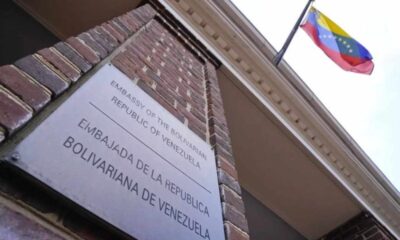 EMBASSY OF THE BOLIVARIAN
REPUBLIC OF VENEZUELA
EMBAJADA DE LA REPUBLICA
BOLIVARIANA DE VENEZUELA